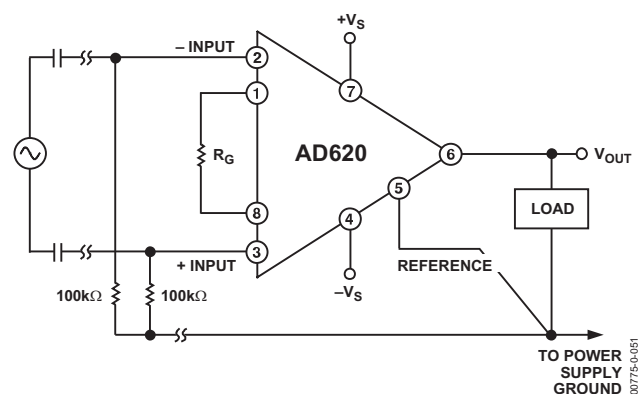 +VS
– INPUT
2
1
7
RG
AD620
6
VOUT
5
8
4
LOAD
3
+ INPUT
REFERENCE
–VS
100kΩ
100kΩ
TO POWER
SUPPLY
GROUND
00775-0-051